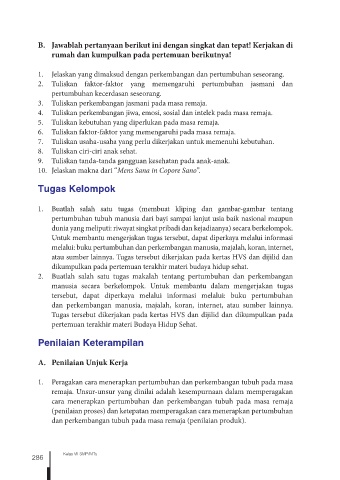 B. Jawablah pertanyaan berikut ini dengan singkat dan tepat! Kerjakan di
rumah dan kumpulkan pada pertemuan berikutnya!
1. Jelaskan yang dimaksud dengan perkembangan dan pertumbuhan seseorang.
2. Tuliskan faktor-faktor yang memengaruhi pertumbuhan jasmani dan
pertumbuhan kecerdasan seseorang.
3. Tuliskan perkembangan jasmani pada masa remaja.
4. Tuliskan perkembangan jiwa, emosi, sosial dan intelek pada masa remaja.
5. Tuliskan kebutuhan yang diperlukan pada masa remaja.
6. Tuliskan faktor-faktor yang memengaruhi pada masa remaja.
7. Tuliskan usaha-usaha yang perlu dikerjakan untuk memenuhi kebutuhan.
8. Tuliskan ciri-ciri anak sehat.
9. Tuliskan tanda-tanda gangguan kesehatan pada anak-anak.
10. Jelaskan makna dari “Mens Sana in Copore Sano”.
Tugas Kelompok
1. Buatlah salah satu tugas (membuat kliping dan gambar-gambar tentang
pertumbuhan tubuh manusia dari bayi sampai lanjut usia baik nasional maupun
dunia yang meliputi: riwayat singkat pribadi dan kejadiannya) secara berkelompok.
Untuk membantu mengerjakan tugas tersebut, dapat diperkaya melalui informasi
melalui; buku pertumbuhan dan perkembangan manusia, majalah, koran, internet,
atau sumber lainnya. Tugas tersebut dikerjakan pada kertas HVS dan dijilid dan
dikumpulkan pada pertemuan terakhir materi budaya hidup sehat.
2. Buatlah salah satu tugas makalah tentang pertumbuhan dan perkembangan
manusia secara berkelompok. Untuk membantu dalam mengerjakan tugas
tersebut, dapat diperkaya melalui informasi melalui: buku pertumbuhan
dan perkembangan manusia, majalah, koran, internet, atau sumber lainnya.
Tugas tersebut dikerjakan pada kertas HVS dan dijilid dan dikumpulkan pada
pertemuan terakhir materi Budaya Hidup Sehat.
Penilaian Keterampilan
A. Penilaian Unjuk Kerja
1. Peragakan cara menerapkan pertumbuhan dan perkembangan tubuh pada masa
remaja. Unsur-unsur yang dinilai adalah kesempurnaan dalam memperagakan
cara menerapkan pertumbuhan dan perkembangan tubuh pada masa remaja
(penilaian proses) dan ketepatan memperagakan cara menerapkan pertumbuhan
dan perkembangan tubuh pada masa remaja (penilaian produk).
286
Kelas VII SMP/MTs